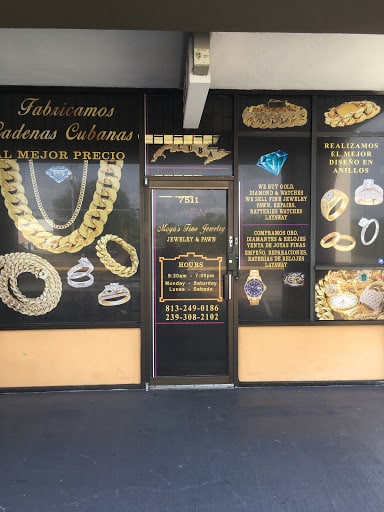 Fabricamos
Cadenas Cubanas
AL MEJOR PRECIO
7511
OPEN
Moya's Fine Jewelry
JEWELRY & PAWN
HOURS
9:30am - 7:00pm
Monday - Saturday
Lunes - Sabado
813-249-0186
239-308-2102
WE BUY GOLD,
DIAMOND & WATCHES
WE SELL FINE JEWELRY
PAWN, REPAIRS,
BATTERIES WATCHES
LAYAWAY
COMPRAMOS ORO,
DIAMANTES & RELOJES
VENTA DE JOYAS FINAS
EMPEÑO, REPARACIONES,
BATERIAS DE RELOJES
LAYAWAY
REALIZAMOS
EL MEJOR
DISEÑO EN
ANILLOS